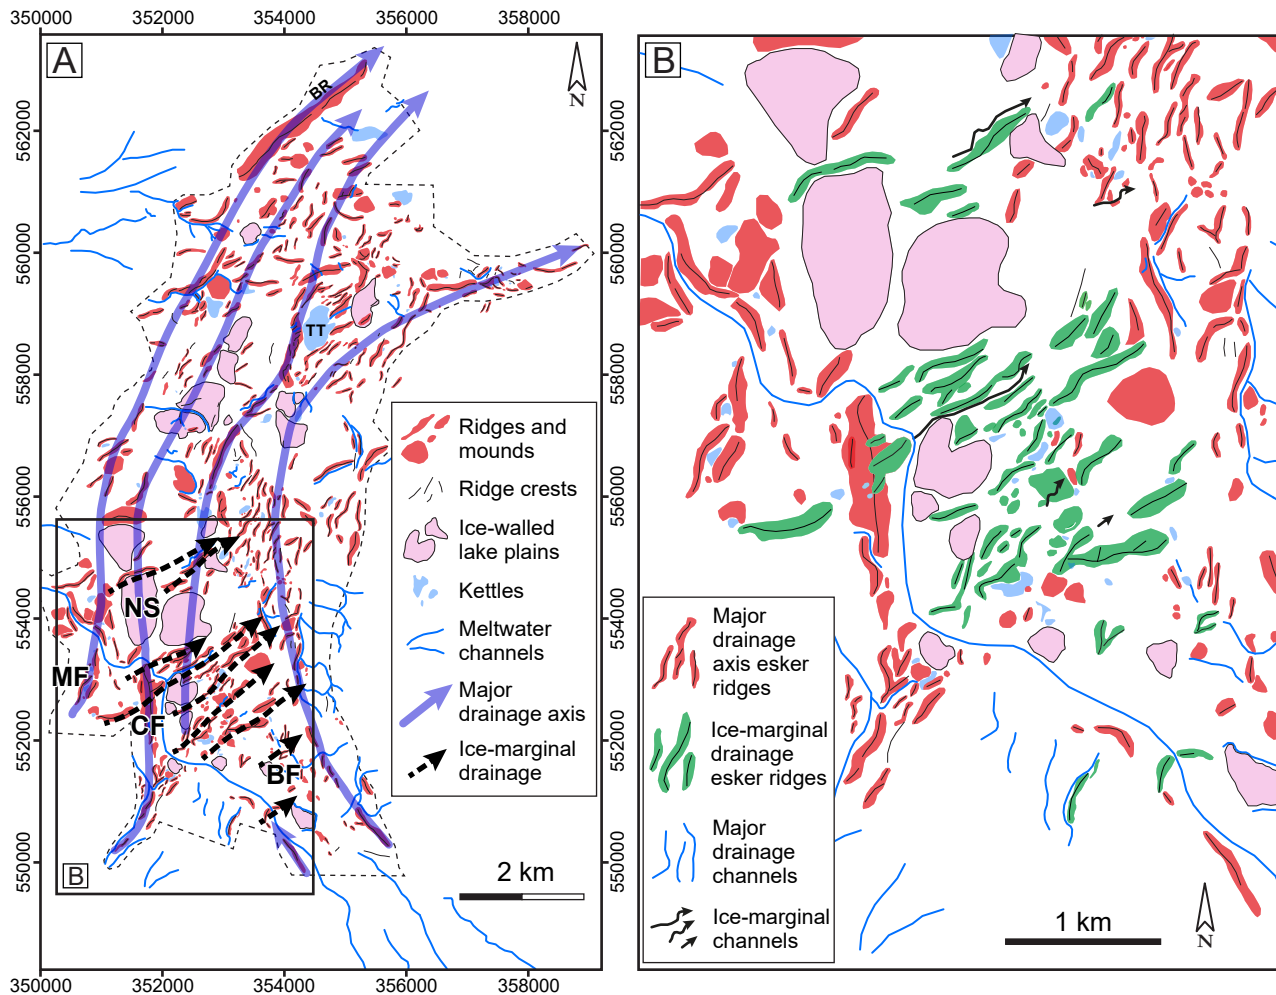 350000 352000 354000 356000 358000
A
N
BR
562000
562000
560000
560000
TT
558000
558000
556000
556000
554000
554000
552000
552000
550000
550000
NS
MF
CF
BF
B
Ridges and
mounds
Ridge crests
Ice-walled
lake plains
Kettles
Meltwater
channels
Major
drainage axis
Ice-marginal
drainage
2 km
350000 352000 354000 356000 358000
B
Major
drainage
axis esker
ridges
Ice-marginal
drainage
esker ridges
Major
drainage
channels
Ice-marginal
channels
1 km
N